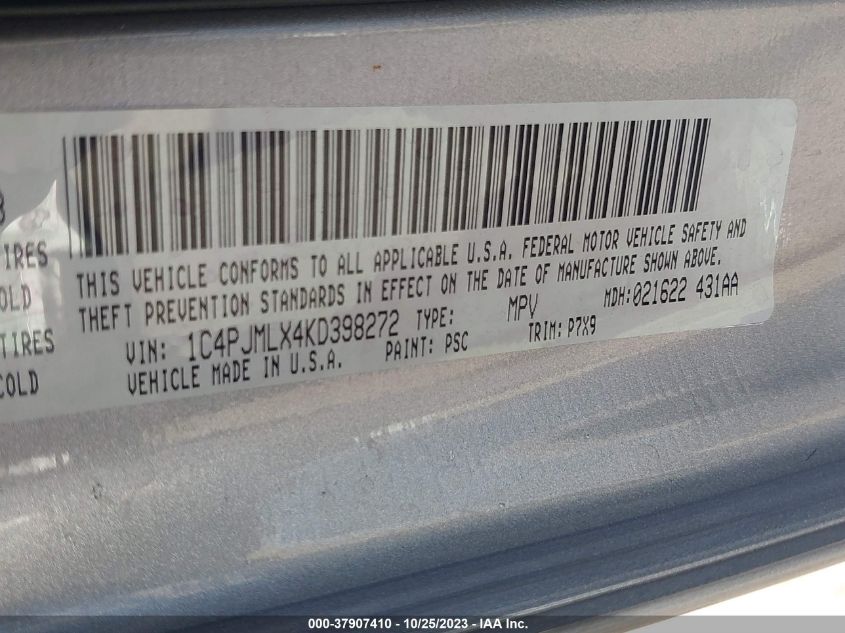 IRES
OLD
TIRES
COLD
THIS VEHICLE CONFORMS TO ALL APPLICABLE U.S.A. FEDERAL MOTOR VEHICLE SAFETY AND
THEFT PREVENTION STANDARDS IN EFFECT ON THE DATE OF MANUFACTURE SHOWN ABOVE.
VIN: 1C4PJMLX4KD398272 TYPE: MPV MDH:021622 431AA
VEHICLE MADE IN U.S.A. PAINT: PSC TRIM: P7X9
000-37907410 - 10/25/2023 - IAA Inc.